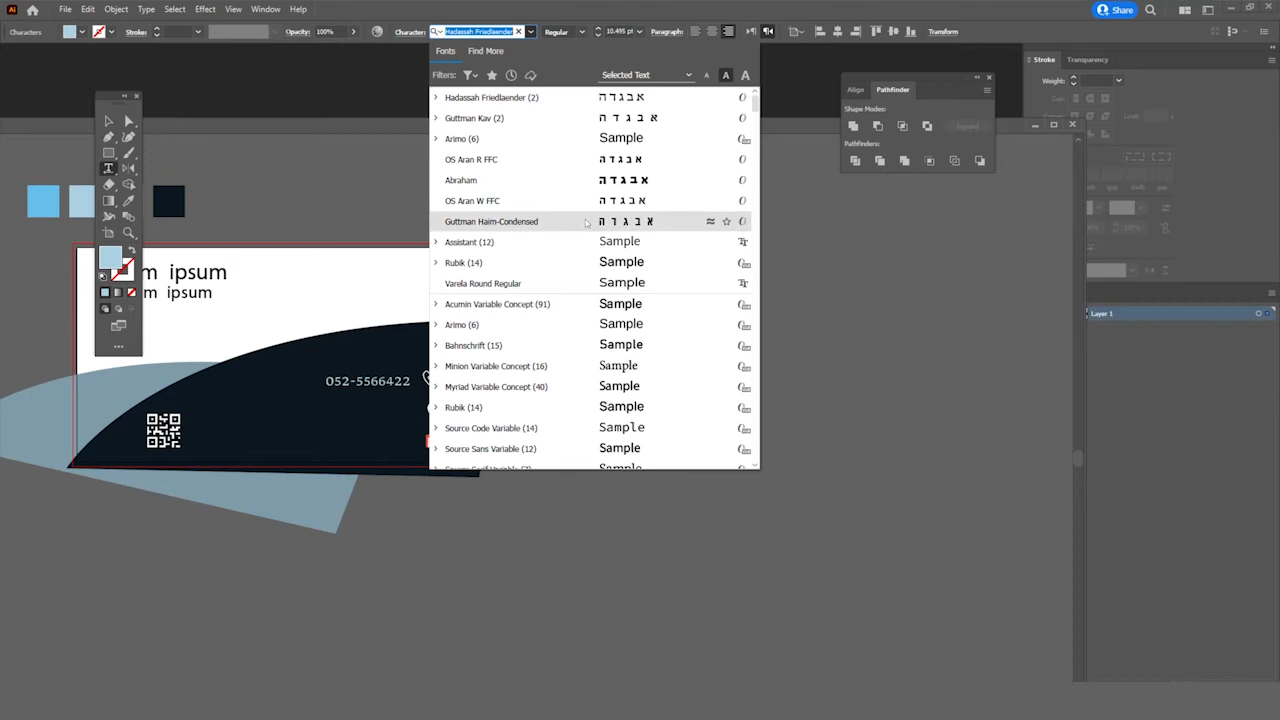 File Edit Object Type Select Effect View Window Help Share
Characters Stroke: Opacity: 100% Character: Hadassah Friedlaender Regular 10.495 pt Paragraph: Transform
Fonts Find More
Filters: Selected Text A A A
Hadassah Friedlaender (2) אבגדה
Guttman Kav (2) א ב ג ד ה
Arimo (6) Sample
OS Aran R FFC אבגדה
Abraham אבגדה
OS Aran W FFC אבגדה
Guttman Haim-Condensed א ב ג ד ה
Assistant (12) Sample
Rubik (14) Sample
Varela Round Regular Sample
Acumin Variable Concept (91) Sample
Arimo (6) Sample
Bahnschrift (15) Sample
Minion Variable Concept (16) Sample
Myriad Variable Concept (40) Sample
Rubik (14) Sample
Source Code Variable (14) Sample
Source Sans Variable (12) Sample
Stroke Transparency
Weight:
Align Pathfinder
Shape Modes:
Expand
Pathfinders:
Layer 1
m ipsum
m ipsum
052-5566422